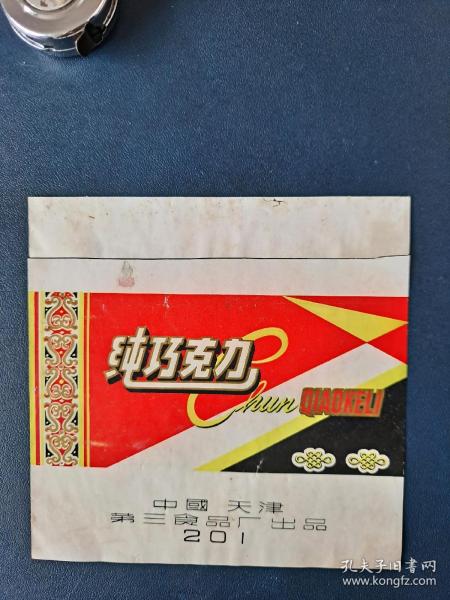 纯巧克力
Chun QIAOKELI
中國 天津
第三食品厂出品
201
孔夫子旧书网
www.kongfz.com